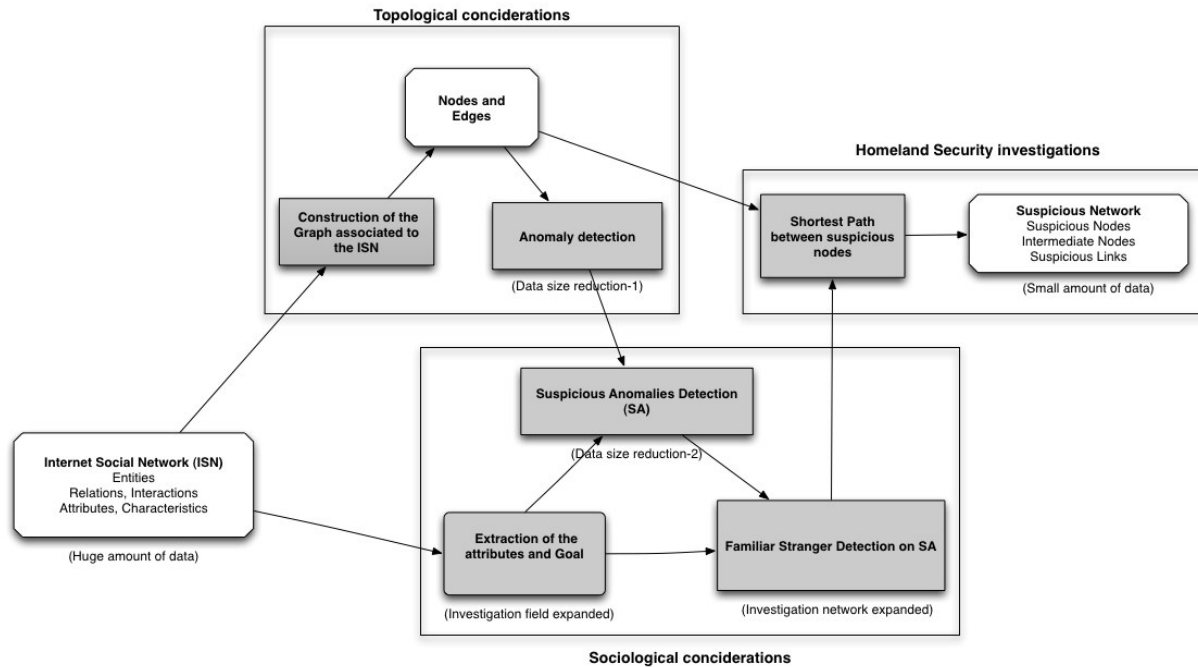 Topological conciderations
Nodes and
Edges
Homeland Security investigations
Construction of the
Graph associated to
the ISN
Anomaly detection
(Data size reduction-1)
Shortest Path
between suspicious
nodes
Suspicious Network
Suspicious Nodes
Intermediate Nodes
Suspicious Links
(Small amount of data)
Suspicious Anomalies Detection
(SA)
(Data size reduction-2)
Internet Social Network (ISN)
Entities
Relations, Interactions
Attributes, Characteristics
(Huge amount of data)
Extraction of the
attributes and Goal
(Investigation field expanded)
Familiar Stranger Detection on SA
(Investigation network expanded)
Sociological conciderations